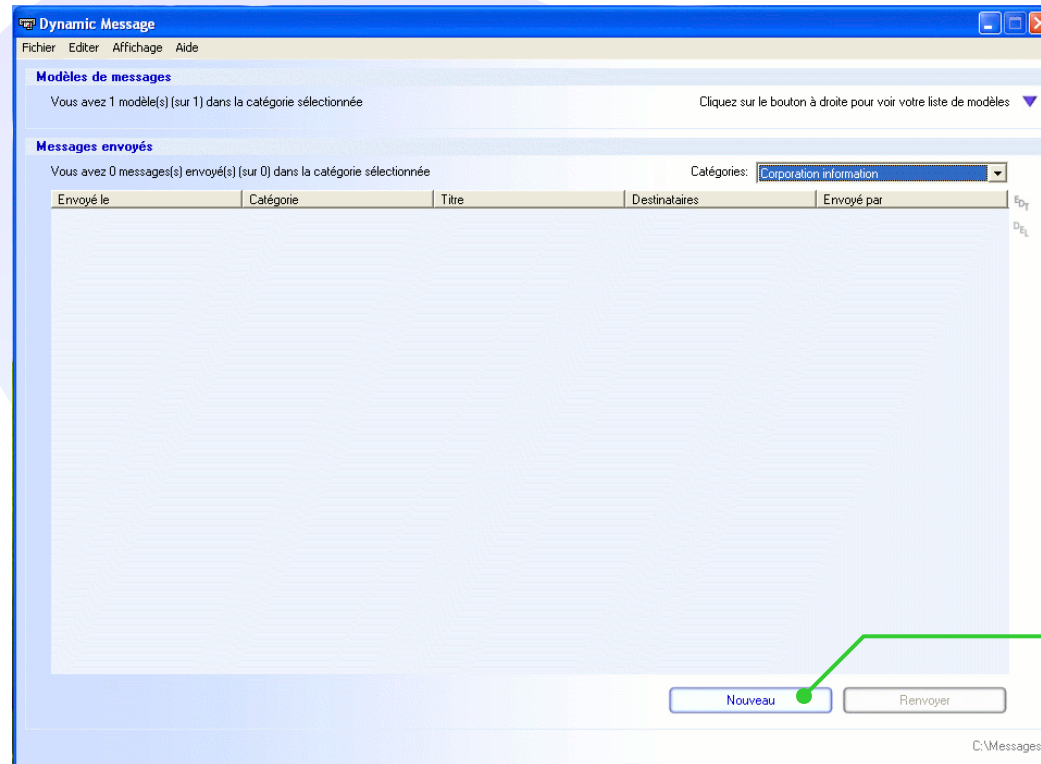 Dynamic Message
Fichier Editer Affichage Aide
Modèles de messages
Vous avez 1 modèle(s) (sur 1) dans la catégorie sélectionnée Cliquez sur le bouton à droite pour voir votre liste de modèles
Messages envoyés
Vous avez 0 messages(s) envoyé(s) (sur 0) dans la catégorie sélectionnée Catégories: Corporation information
Envoyé le Catégorie Titre Destinataires Envoyé par
EDT
DEL
Nouveau Renvoyer
C:\Messages